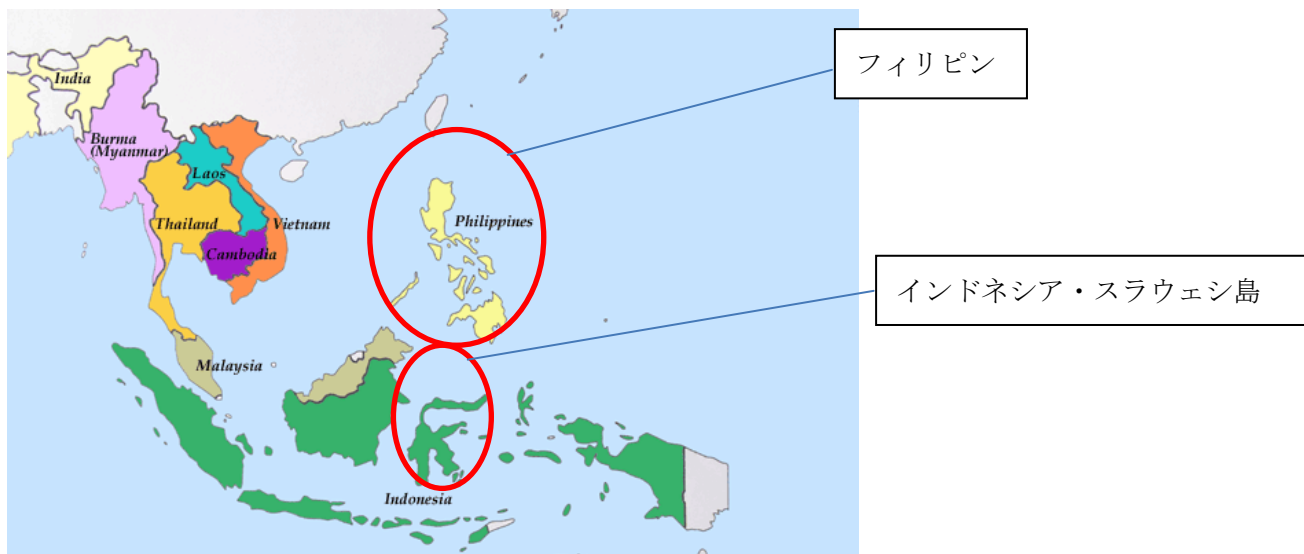 フィリピン
India
Burma
(Myanmar)
Laos
Philippines
Thailand
Vietnam
Cambodia
インドネシア・スラウェシ島
Malaysia
Indonesia